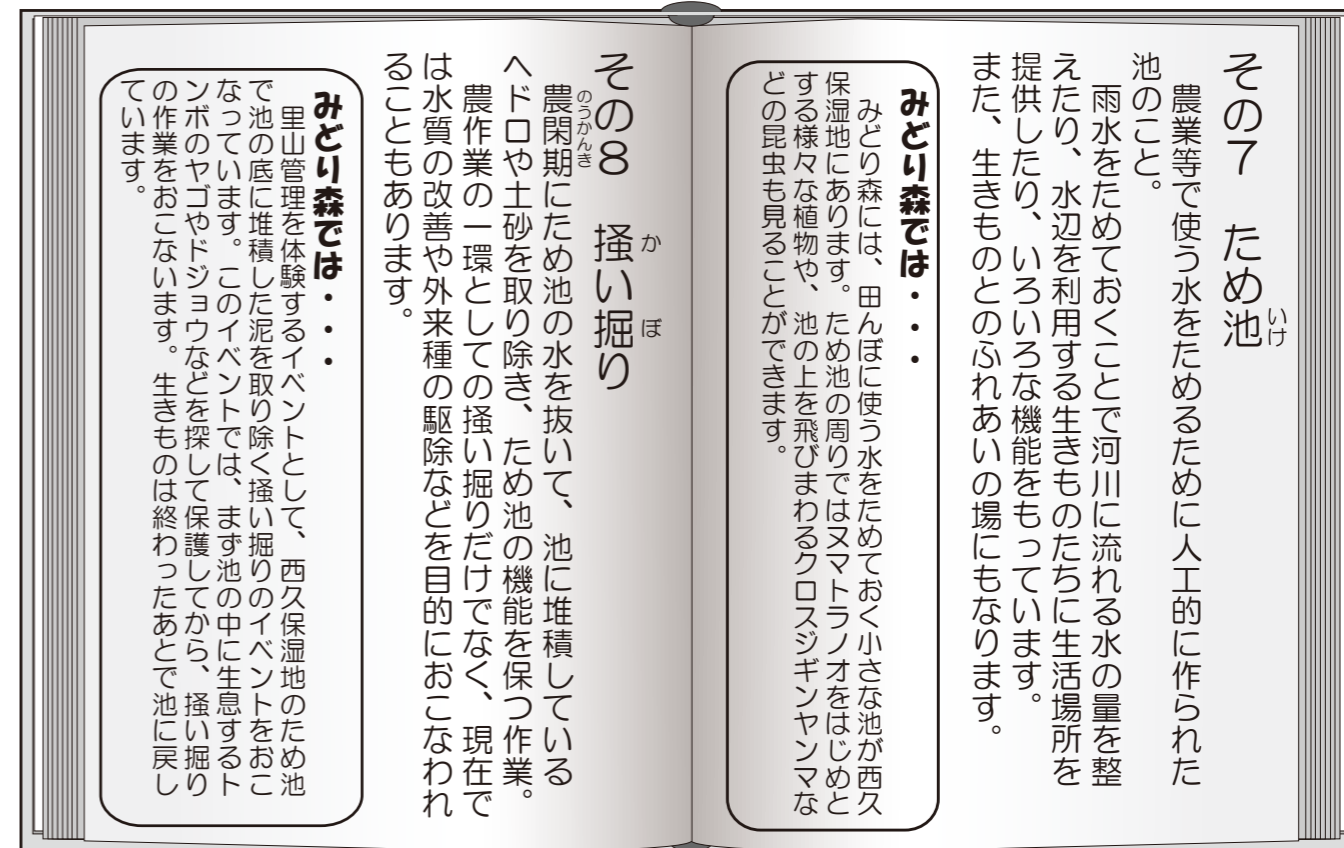 その7 ため池
いけ
農業等で使う水をためるために人工的に作られた
池のこと。
雨水をためておくことで河川に流れる水の量を整
えたり、水辺を利用する生きものたちに生活場所を
提供したり、いろいろな機能をもっています。
また、生きものとのふれあいの場にもなります。
みどり森では・・・
みどり森には、田んぼに使う水をためておく小さな池が西久
保湿地にあります。ため池の周りではヌマトラノオをはじめと
する様々な植物や、池の上を飛びまわるクロスジギンヤンマな
どの昆虫も見ることができます。
その8 掻い掘り
か ぼ
農閑期にため池の水を抜いて、池に堆積している
のうかんき
ヘドロや土砂を取り除き、ため池の機能を保つ作業。
農作業の一環としての掻い掘りだけでなく、現在で
は水質の改善や外来種の駆除などを目的におこなわれ
ることもあります。
みどり森では・・・
里山管理を体験するイベントとして、西久保湿地のため池
で池の底に堆積した泥を取り除く掻い掘りのイベントをおこ
なっています。このイベントでは、まず池の中に生息するト
ンボのヤゴやドジョウなどを探して保護してから、掻い掘り
の作業をおこないます。生きものは終わったあとで池に戻し
ています。